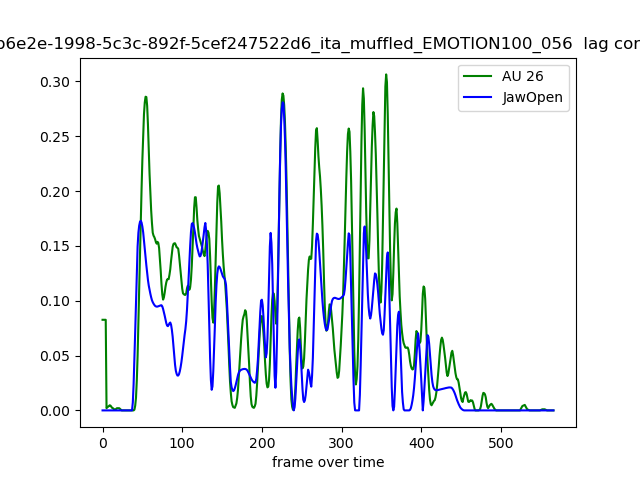 b6e2e-1998-5c3c-892f-5cef247522d6_ita_muffled_EMOTION100_056 lag cor
AU 26
JawOpen
0.30
0.25
0.20
0.15
0.10
0.05
0.00
0 100 200 300 400 500
frame over time